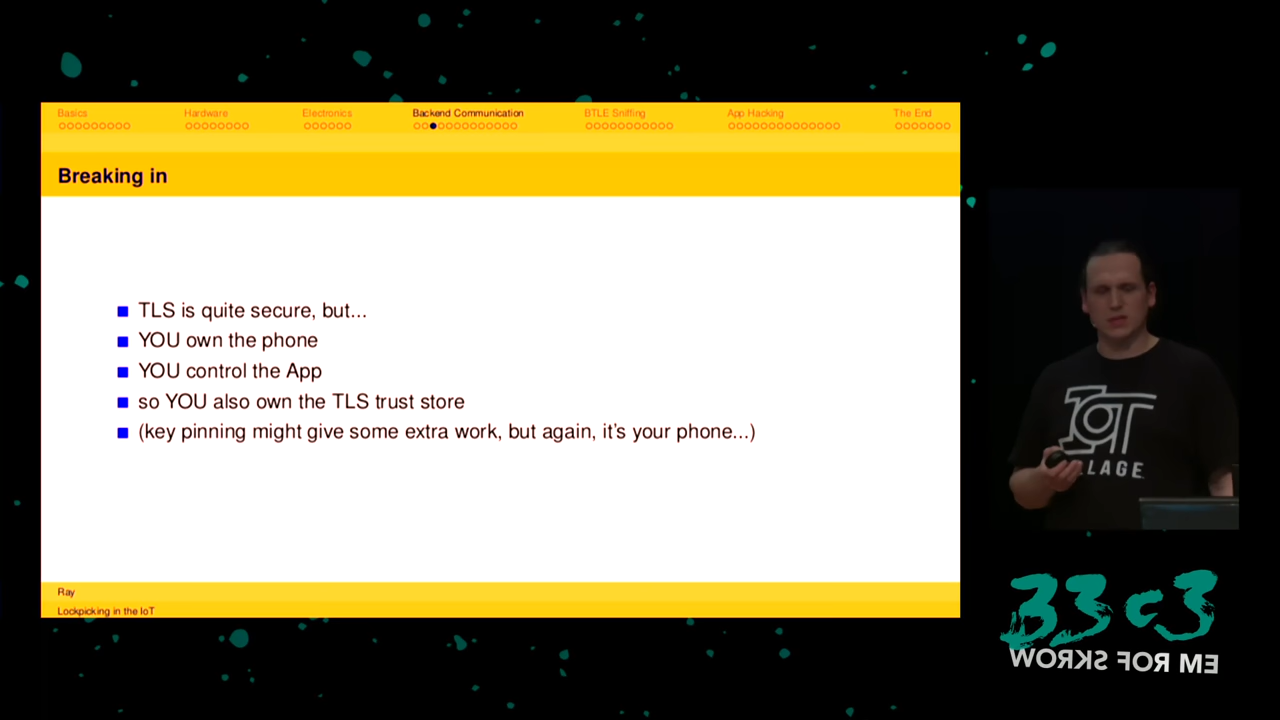 Basics Hardware Electronics Backend Communication BTLE Sniffing App Hacking The End
Breaking in
TLS is quite secure, but...
YOU own the phone
YOU control the App
so YOU also own the TLS trust store
(key pinning might give some extra work, but again, it's your phone...)
Ray
Lockpicking in the IoT
IOT
LLAGE
33c3
WORKS FOR ME